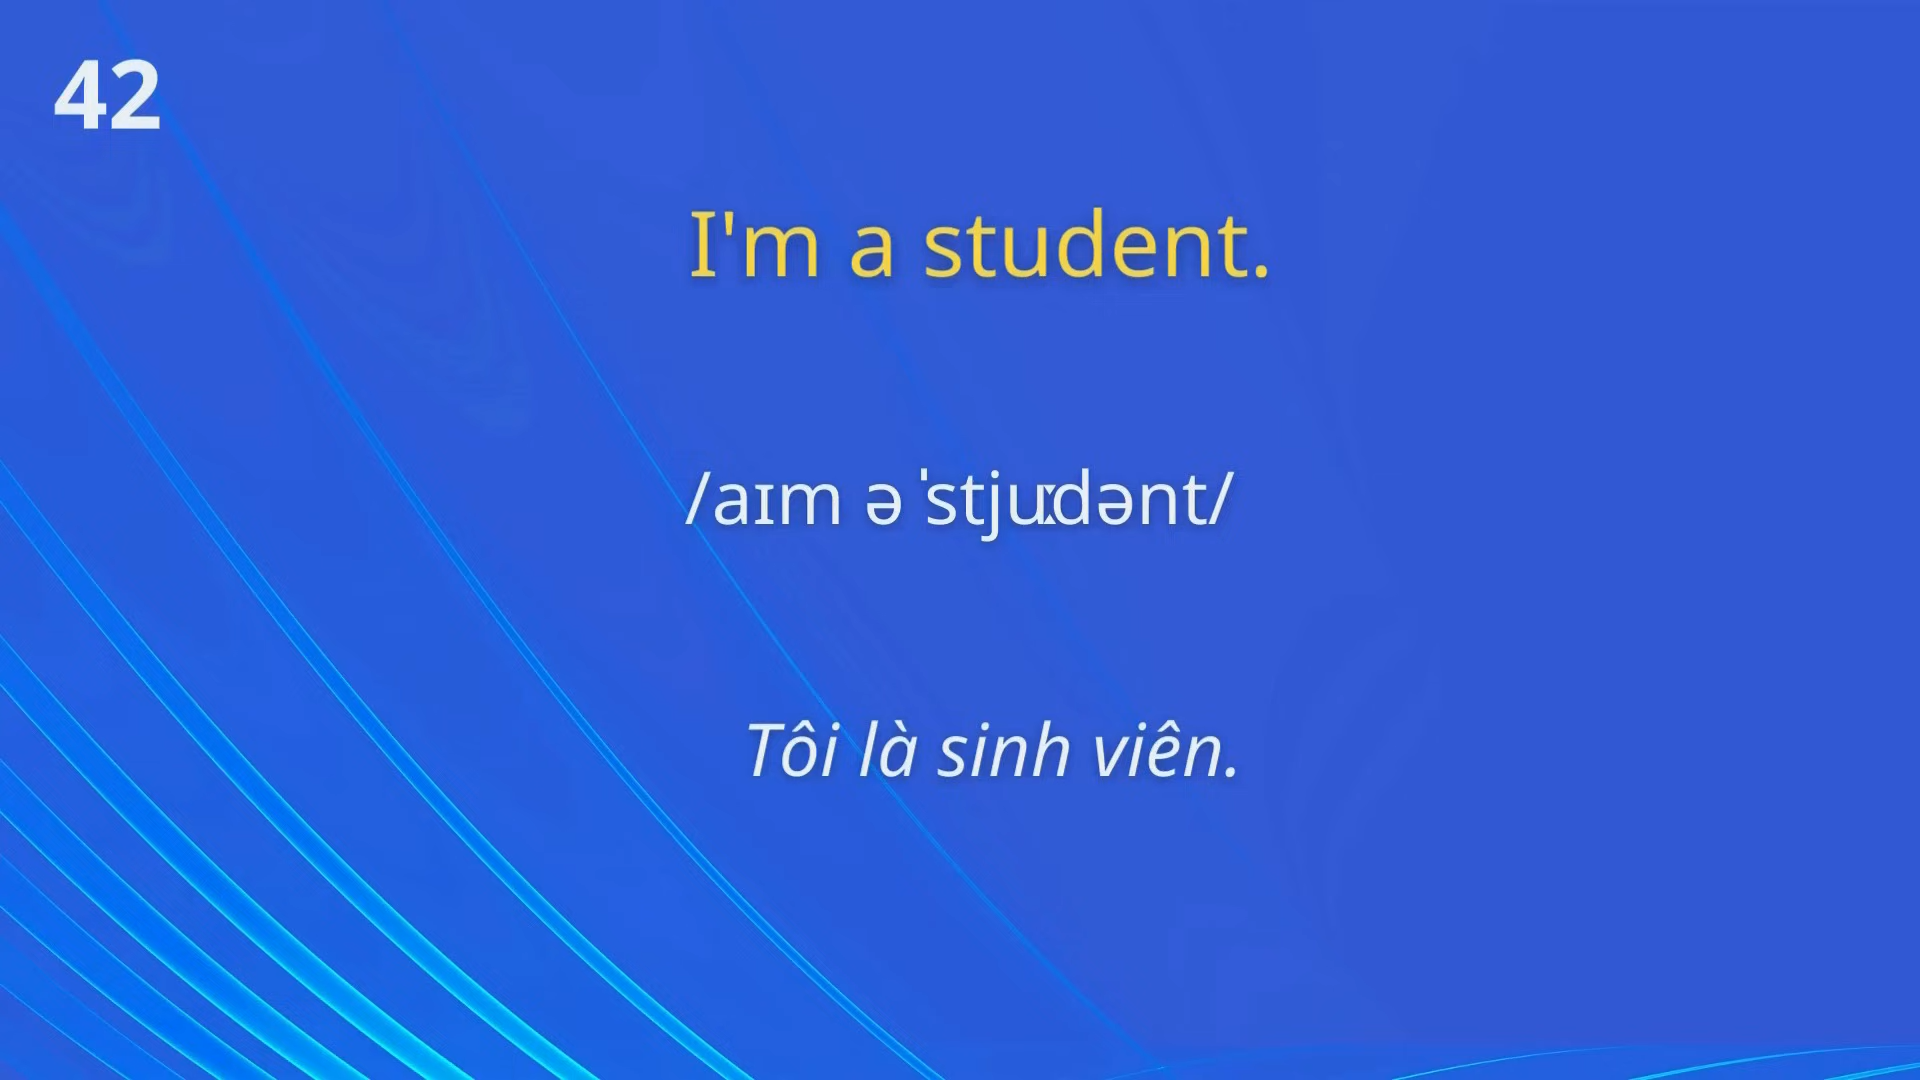 42
I'm a student.
/aɪm ə ˈstjuːdənt/
Tôi là sinh viên.